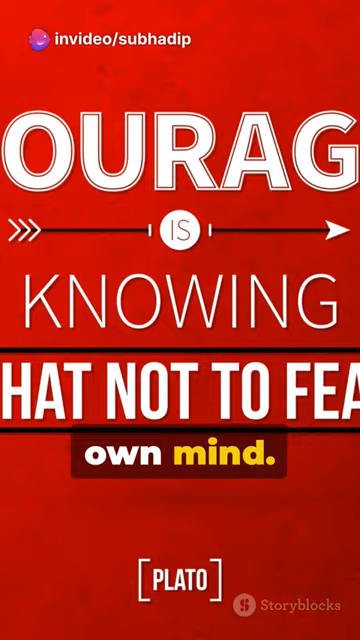 invideo/subhadip
OURAG
IS
KNOWING
HAT NOT TO FEA
own mind.
[PLATO]
Storyblocks